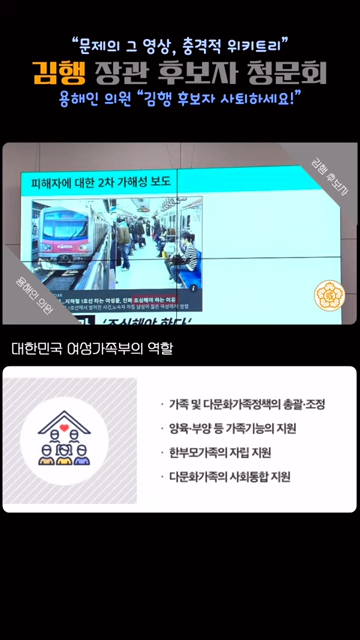 “문제의 그 영상, 충격적 위키트리”
김행 장관 후보자 청문회
용혜인 의원 “김행 후보자 사퇴하세요!”
피해자에 대한 2차 가해성 보도
김행 후보자
용혜인 의원
'조심해야 한다'
대한민국 여성가족부의 역할
· 가족 및 다문화가족정책의 총괄·조정
· 양육·부양 등 가족기능의 지원
· 한부모가족의 자립 지원
· 다문화가족의 사회통합 지원